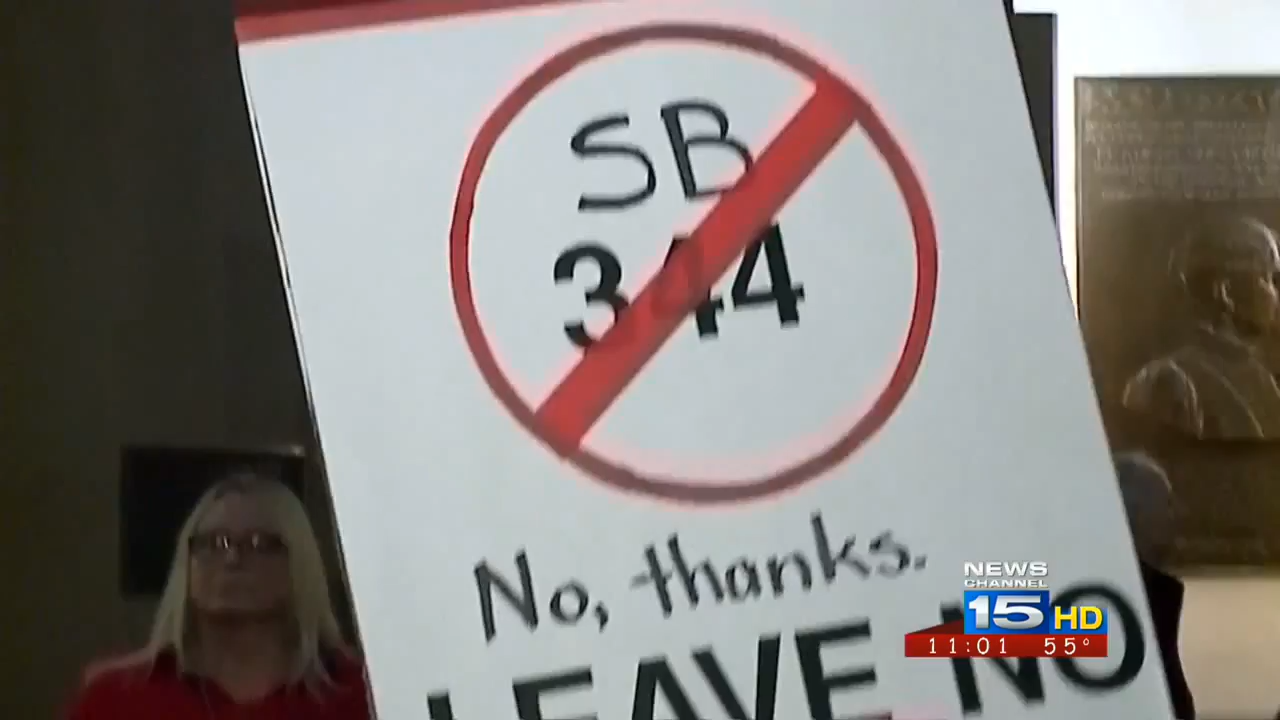 SB
344
No, thanks.
LEAVE NO
NEWS
CHANNEL
15 HD
11:01 55°